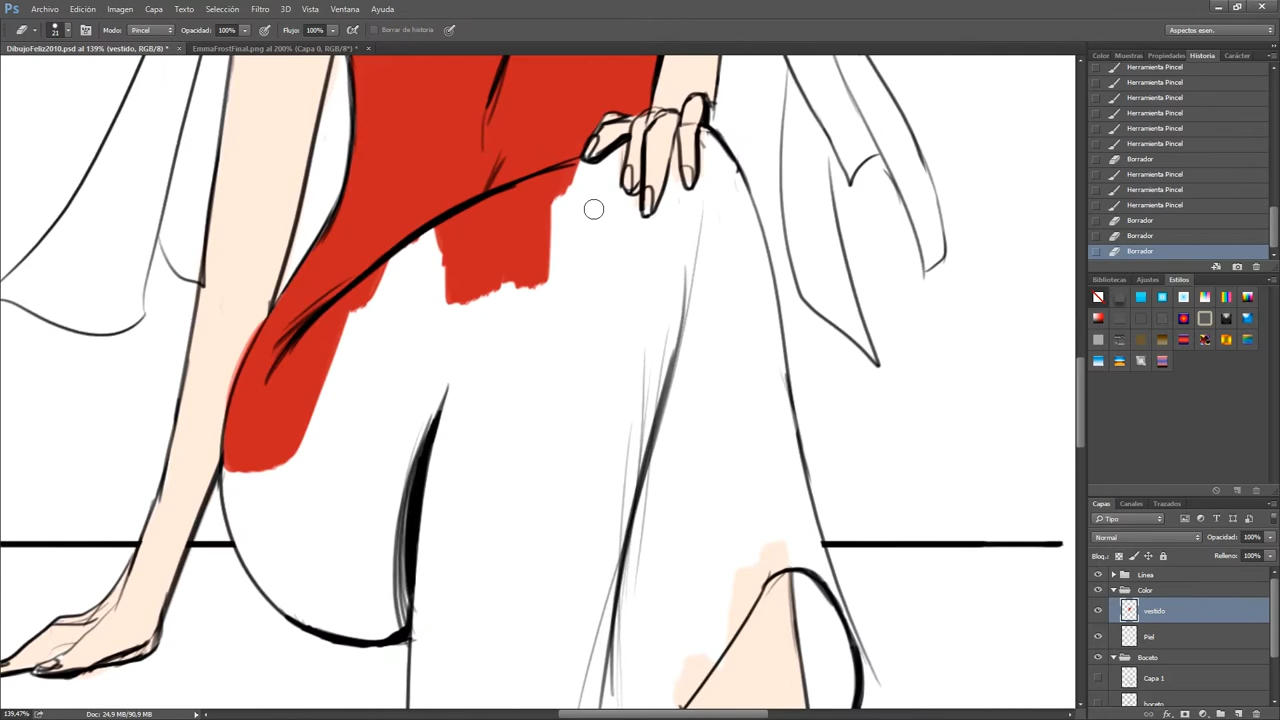 Ps Archivo Edición Imagen Capa Texto Selección Filtro 3D Vista Ventana Ayuda
21 Modo: Pincel Opacidad: 100% Flujo: 100% Borrar de historia Aspectos esen.
DibujoFeliz2010.psd al 139% (vestido, RGB/8) * × EmmaFrostFinal.png al 200% (Capa 0, RGB/8*) * ×
Color Muestras Propiedades Historia Carácter
Herramienta Pincel
Herramienta Pincel
Herramienta Pincel
Herramienta Pincel
Herramienta Pincel
Herramienta Pincel
Borrador
Herramienta Pincel
Herramienta Pincel
Herramienta Pincel
Borrador
Borrador
Borrador
Bibliotecas Ajustes Estilos
Capas Canales Trazados
Tipo
Normal Opacidad: 100%
Bloq.: Relleno: 100%
Línea
Color
vestido
Piel
Boceto
Capa 1
boceto
139,47% Doc: 24,9 MB/90,9 MB